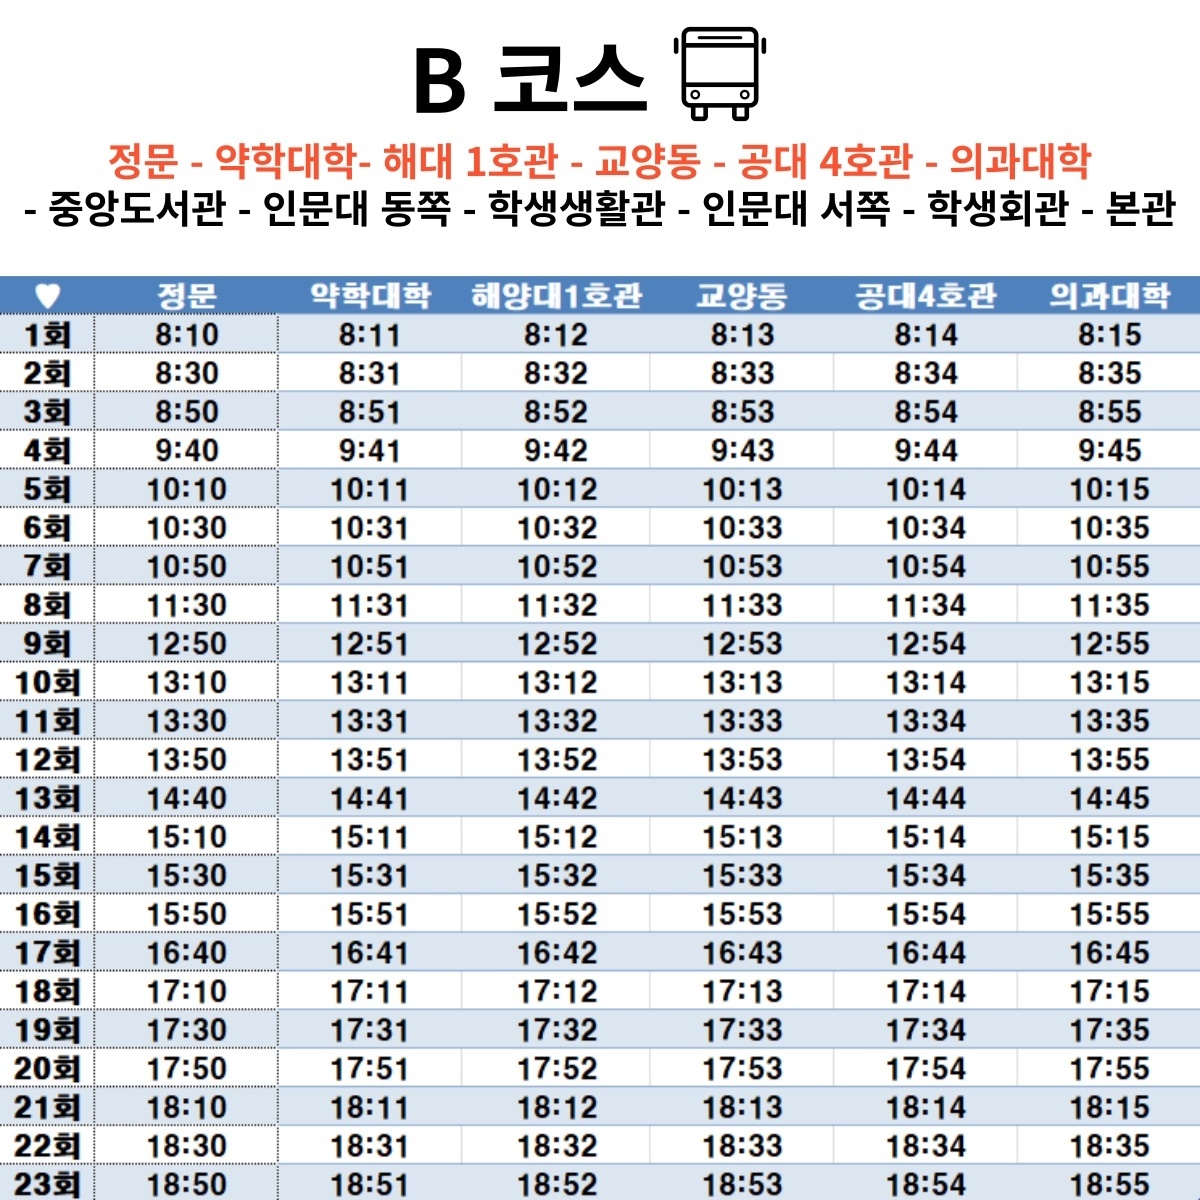 B 코스
정문 - 약학대학- 해대 1호관 - 교양동 - 공대 4호관 - 의과대학
- 중앙도서관 - 인문대 동쪽 - 학생생활관 - 인문대 서쪽 - 학생회관 - 본관
♥ 정문 약학대학 해양대1호관 교양동 공대4호관 의과대학
1회 8:10 8:11 8:12 8:13 8:14 8:15
2회 8:30 8:31 8:32 8:33 8:34 8:35
3회 8:50 8:51 8:52 8:53 8:54 8:55
4회 9:40 9:41 9:42 9:43 9:44 9:45
5회 10:10 10:11 10:12 10:13 10:14 10:15
6회 10:30 10:31 10:32 10:33 10:34 10:35
7회 10:50 10:51 10:52 10:53 10:54 10:55
8회 11:30 11:31 11:32 11:33 11:34 11:35
9회 12:50 12:51 12:52 12:53 12:54 12:55
10회 13:10 13:11 13:12 13:13 13:14 13:15
11회 13:30 13:31 13:32 13:33 13:34 13:35
12회 13:50 13:51 13:52 13:53 13:54 13:55
13회 14:40 14:41 14:42 14:43 14:44 14:45
14회 15:10 15:11 15:12 15:13 15:14 15:15
15회 15:30 15:31 15:32 15:33 15:34 15:35
16회 15:50 15:51 15:52 15:53 15:54 15:55
17회 16:40 16:41 16:42 16:43 16:44 16:45
18회 17:10 17:11 17:12 17:13 17:14 17:15
19회 17:30 17:31 17:32 17:33 17:34 17:35
20회 17:50 17:51 17:52 17:53 17:54 17:55
21회 18:10 18:11 18:12 18:13 18:14 18:15
22회 18:30 18:31 18:32 18:33 18:34 18:35
23회 18:50 18:51 18:52 18:53 18:54 18:55